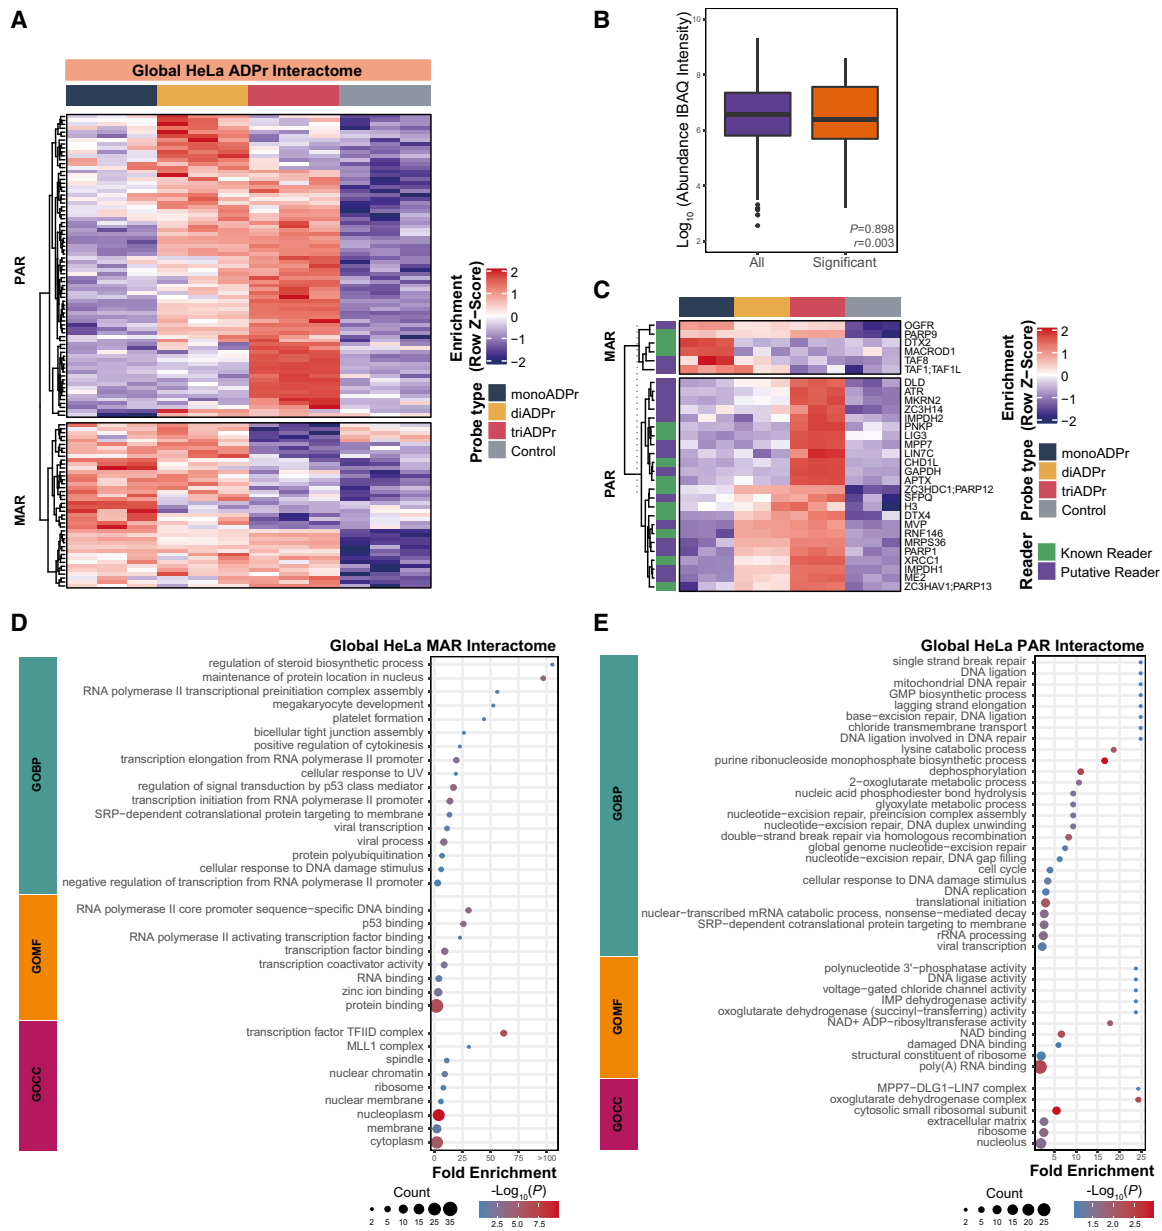 A
Global HeLa ADPr Interactome
PAR
MAR
Enrichment
(Row Z−Score)
2
1
0
−1
−2
Probe type
monoADPr
diADPr
triADPr
Control
B
Log10 (Abundance IBAQ Intensity)
10
8
6
4
2
P=0.898
r=0.003
All
Significant
C
MAR
PAR
OGFR
PARP9
DTX2
MACROD1
TAF8
TAF1;TAF1L
DLD
ATR
MKRN2
ZC3H14
IMPDH2
PNKP
LIG3
MPP7
LIN7C
CHD1L
GAPDH
APTX
ZC3HDC1;PARP12
SFPQ
H3
DTX4
MVP
RNF146
MRPS36
PARP1
XRCC1
IMPDH1
ME2
ZC3HAV1;PARP13
Enrichment
(Row Z−Score)
2
1
0
−1
−2
Probe type
monoADPr
diADPr
triADPr
Control
Reader
Known Reader
Putative Reader
D
Global HeLa MAR Interactome
GOBP
regulation of steroid biosynthetic process
maintenance of protein location in nucleus
RNA polymerase II transcriptional preinitiation complex assembly
megakaryocyte development
platelet formation
bicellular tight junction assembly
positive regulation of cytokinesis
transcription elongation from RNA polymerase II promoter
cellular response to UV
regulation of signal transduction by p53 class mediator
transcription initiation from RNA polymerase II promoter
SRP−dependent cotranslational protein targeting to membrane
viral transcription
viral process
protein polyubiquitination
cellular response to DNA damage stimulus
negative regulation of transcription from RNA polymerase II promoter
GOMF
RNA polymerase II core promoter sequence−specific DNA binding
p53 binding
RNA polymerase II activating transcription factor binding
transcription factor binding
transcription coactivator activity
RNA binding
zinc ion binding
protein binding
GOCC
transcription factor TFIID complex
MLL1 complex
spindle
nuclear chromatin
ribosome
nuclear membrane
nucleoplasm
membrane
cytoplasm
0 25 50 75 >100
Fold Enrichment
Count
2 5 10 15 20 25 35
-Log10(P)
2.5 5.0 7.5
E
Global HeLa PAR Interactome
GOBP
single strand break repair
DNA ligation
mitochondrial DNA repair
GMP biosynthetic process
lagging strand elongation
base−excision repair, DNA ligation
chloride transmembrane transport
DNA ligation involved in DNA repair
lysine catabolic process
purine ribonucleoside monophosphate biosynthetic process
dephosphorylation
2−oxoglutarate metabolic process
nucleic acid phosphodiester bond hydrolysis
glyoxylate metabolic process
nucleotide−excision repair, preincision complex assembly
nucleotide−excision repair, DNA duplex unwinding
double−strand break repair via homologous recombination
global genome nucleotide−excision repair
nucleotide−excision repair, DNA gap filling
cell cycle
cellular response to DNA damage stimulus
DNA replication
translational initiation
nuclear−transcribed mRNA catabolic process, nonsense−mediated decay
SRP−dependent cotranslational protein targeting to membrane
rRNA processing
viral transcription
GOMF
polynucleotide 3'−phosphatase activity
DNA ligase activity
voltage−gated chloride channel activity
IMP dehydrogenase activity
oxoglutarate dehydrogenase (succinyl−transferring) activity
NAD+ ADP−ribosyltransferase activity
NAD binding
damaged DNA binding
structural constituent of ribosome
poly(A) RNA binding
GOCC
MPP7−DLG1−LIN7 complex
oxoglutarate dehydrogenase complex
cytosolic small ribosomal subunit
extracellular matrix
ribosome
nucleolus
5 10 15 20 25
Fold Enrichment
Count
2 5 10 15 20 25
-Log10(P)
1.5 2.0 2.5